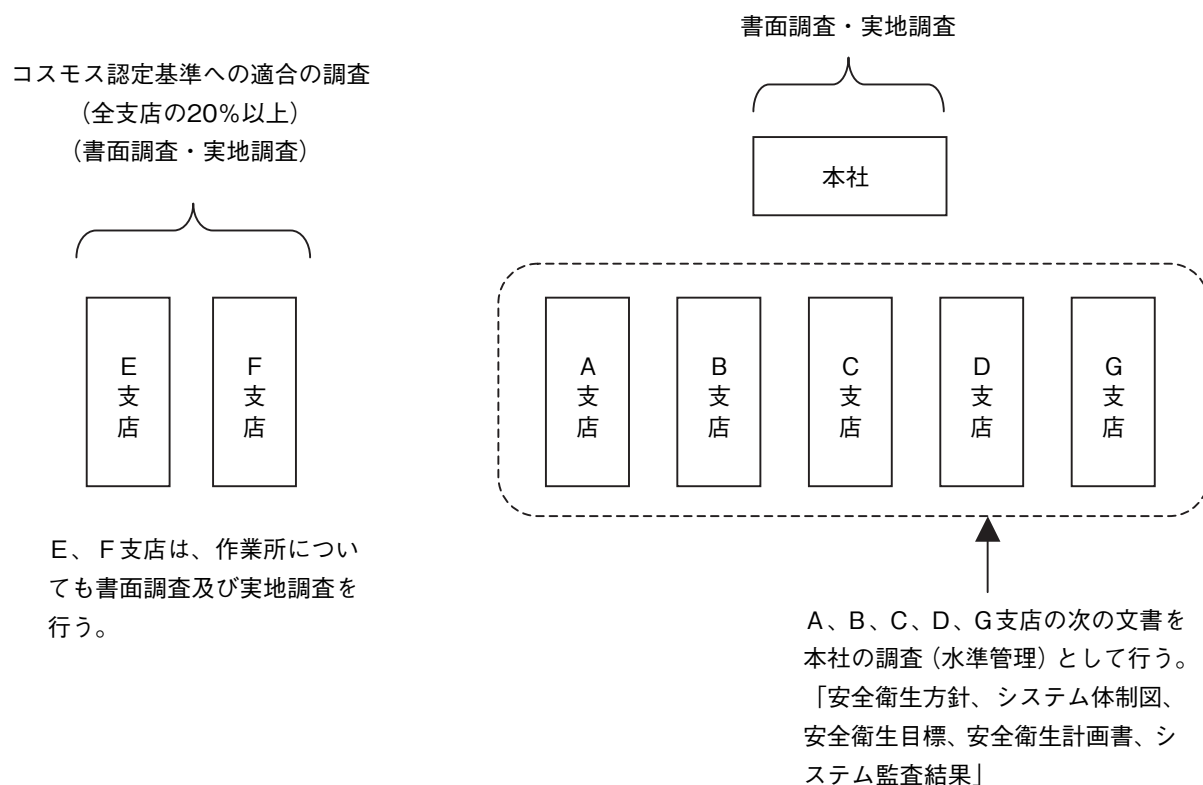 書面調査・実地調査
コスモス認定基準への適合の調査
（全支店の20％以上）
（書面調査・実地調査）
本社
E支店
F支店
A支店
B支店
C支店
D支店
G支店
E、F支店は、作業所につい
ても書面調査及び実地調査を
行う。
A、B、C、D、G支店の次の文書を
本社の調査（水準管理）として行う。
「安全衛生方針、システム体制図、
安全衛生目標、安全衛生計画書、シ
ステム監査結果」